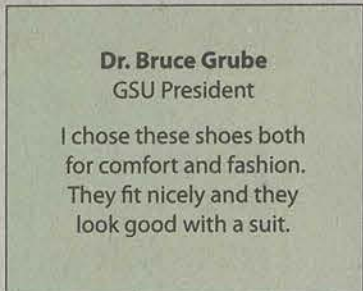 Dr. Bruce Grube
GSU President
I chose these shoes both
for comfort and fashion.
They fit nicely and they
look good with a suit.